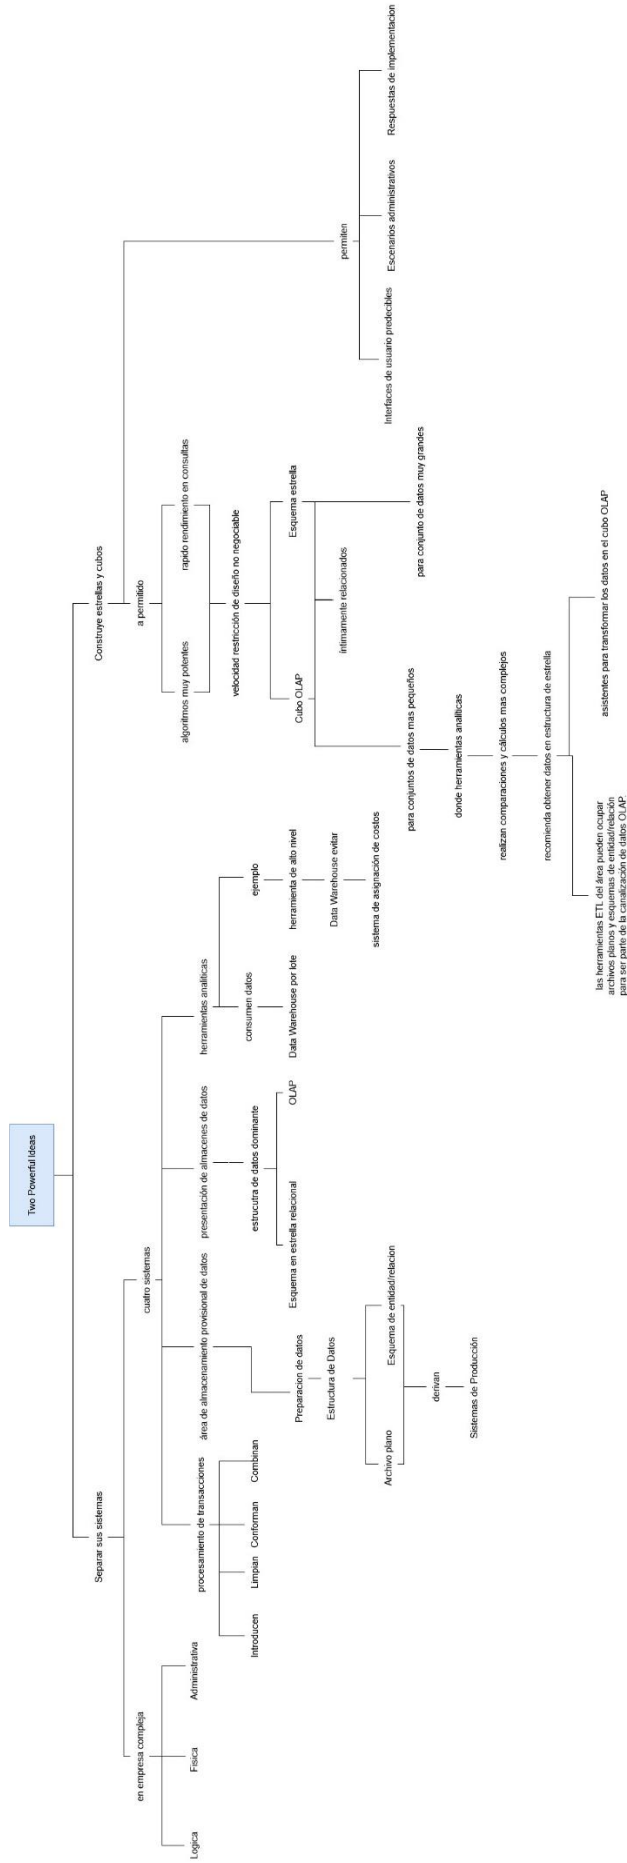 Two Powerful Ideas
Separar sus sistemas
en empresa compleja
Logica
Fisica
Administrativa
cuatro sistemas
procesamiento de transacciones
Introducen
Limpian
Conforman
Combinan
área de almacenamiento provisional de datos
Preparacion de datos
Estructura de Datos
Archivo plano
Esquema de entidad/relacion
derivan
Sistemas de Producción
presentación de almacenes de datos
estrucutra de datos dominante
Esquema en estrella relacional
OLAP
herramientas analiticas
consumen datos
Data Warehouse por lote
ejemplo
herramienta de alto nivel
Data Warehouse evitar
sistema de asignación de costos
Construye estrellas y cubos
a permitido
algoritmos muy potentes
rapido rendimiento en consultas
velocidad restricción de diseño no negociable
Cubo OLAP
Esquema estrella
íntimamente relacionados
para conjuntos de datos mas pequeños
donde herramientas analíticas
realizan comparaciones y cálculos mas complejos
recomienda obtener datos en estructura de estrella
las herramientas ETL del área pueden ocupar
archivos planos y esquemas de entidad/relación
para ser parte de la canalización de datos OLAP.
asistentes para transformar los datos en el cubo OLAP
para conjunto de datos muy grandes
permiten
Interfaces de usuario predecibles
Escenarios administrativos
Respuestas de implementacion